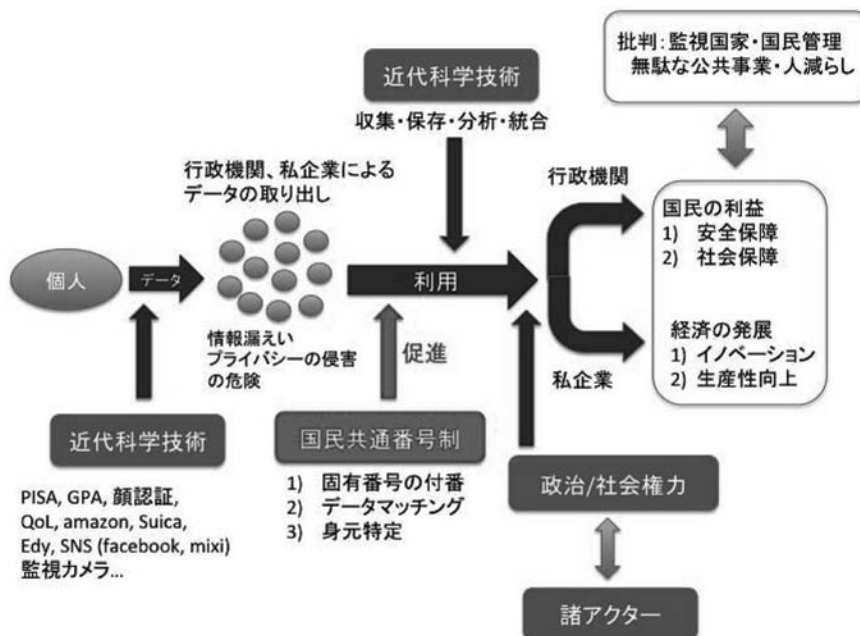 批判：監視国家・国民管理
無駄な公共事業・人減らし
近代科学技術
収集・保存・分析・統合
行政機関、私企業による
データの取り出し
行政機関
国民の利益
1) 安全保障
2) 社会保障
個人
データ
利用
情報漏えい
プライバシーの侵害
の危険
促進
私企業
経済の発展
1) イノベーション
2) 生産性向上
近代科学技術
PISA, GPA, 顔認証,
QoL, amazon, Suica,
Edy, SNS (facebook, mixi)
監視カメラ...
国民共通番号制
1) 固有番号の付番
2) データマッチング
3) 身元特定
政治/社会権力
諸アクター